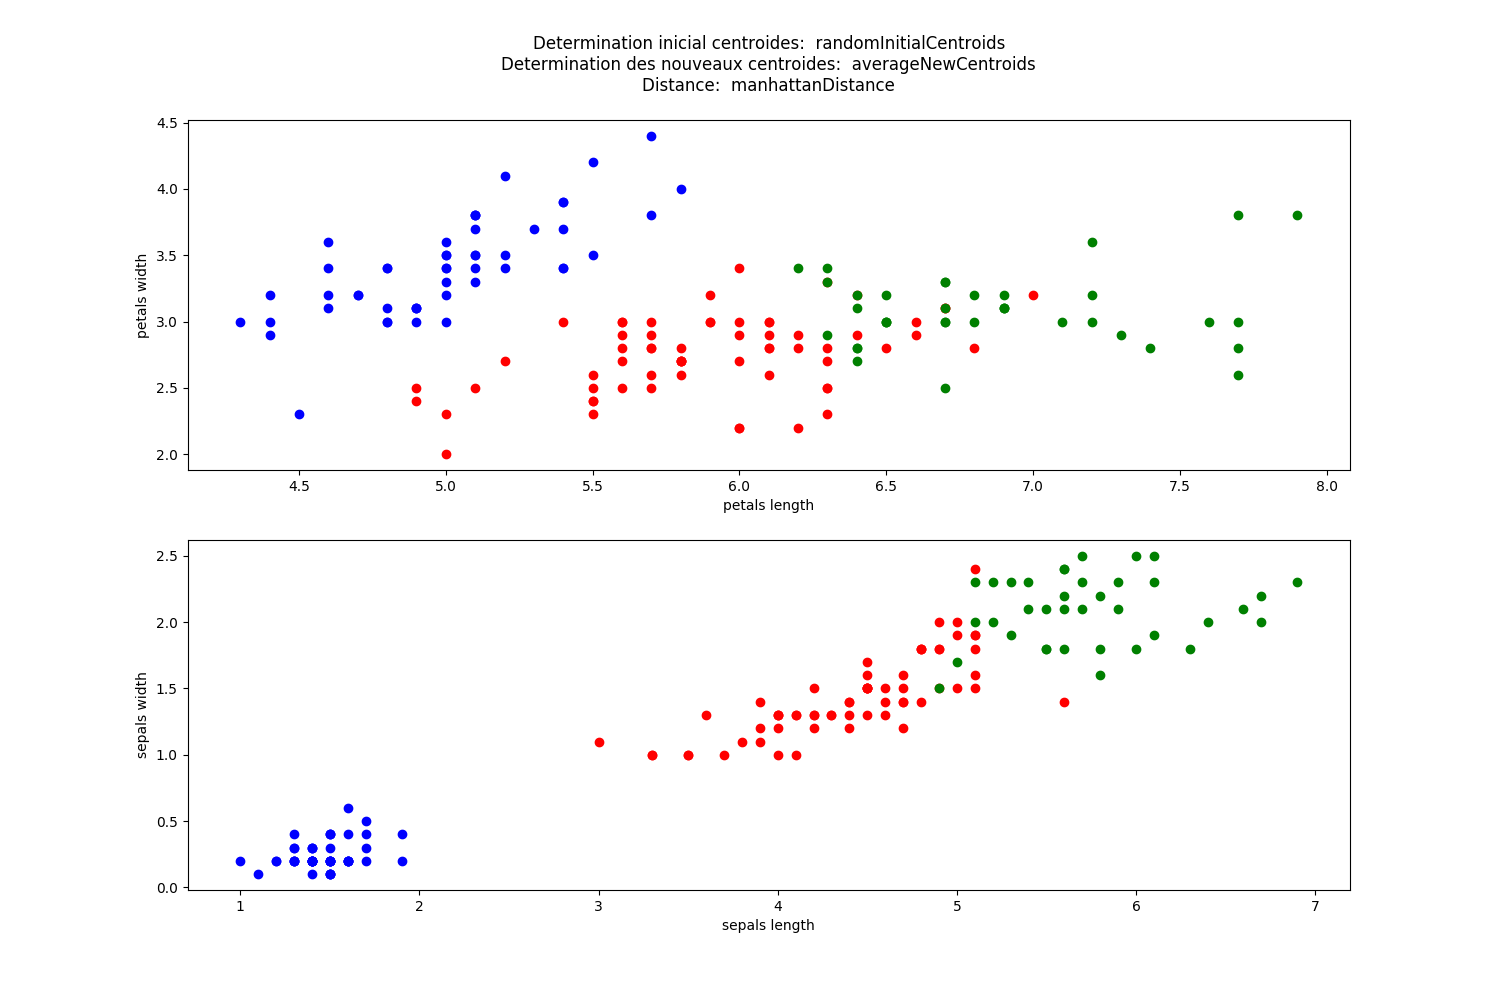 Determination inicial centroides:  randomInitialCentroids
Determination des nouveaux centroides:  averageNewCentroids
Distance:  manhattanDistance
4.5
4.0
3.5
3.0
2.5
2.0
petals width
4.5 5.0 5.5 6.0 6.5 7.0 7.5 8.0
petals length
2.5
2.0
1.5
1.0
0.5
0.0
sepals width
1 2 3 4 5 6 7
sepals length